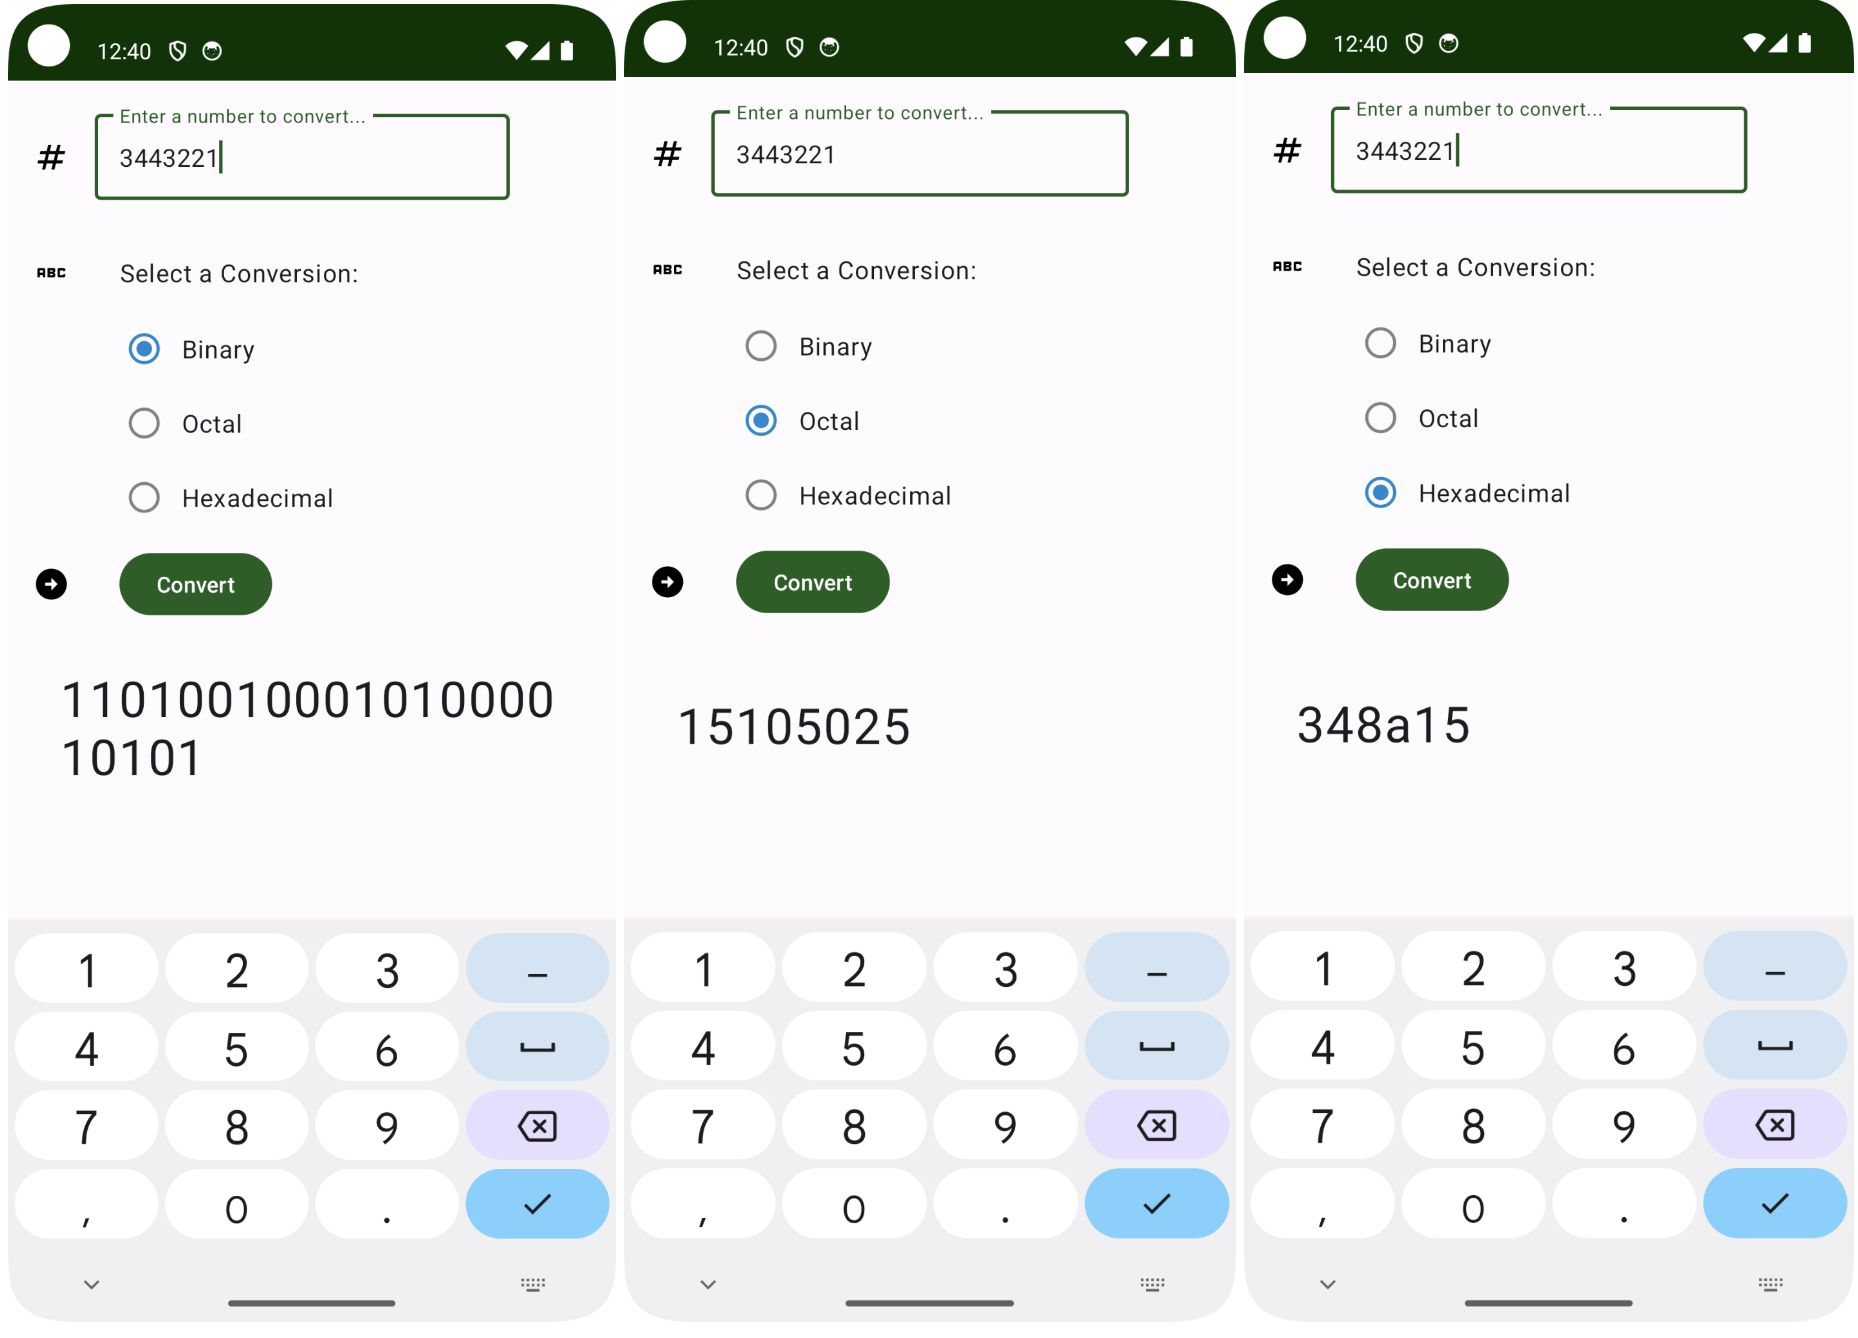 12:40
Enter a number to convert...
# 3443221
ABC Select a Conversion:
Binary
Octal
Hexadecimal
Convert
11010010001010000
10101
1 2 3 –
4 5 6
7 8 9
, 0 .
12:40
Enter a number to convert...
# 3443221
ABC Select a Conversion:
Binary
Octal
Hexadecimal
Convert
15105025
1 2 3 –
4 5 6
7 8 9
, 0 .
12:40
Enter a number to convert...
# 3443221
ABC Select a Conversion:
Binary
Octal
Hexadecimal
Convert
348a15
1 2 3 –
4 5 6
7 8 9
, 0 .